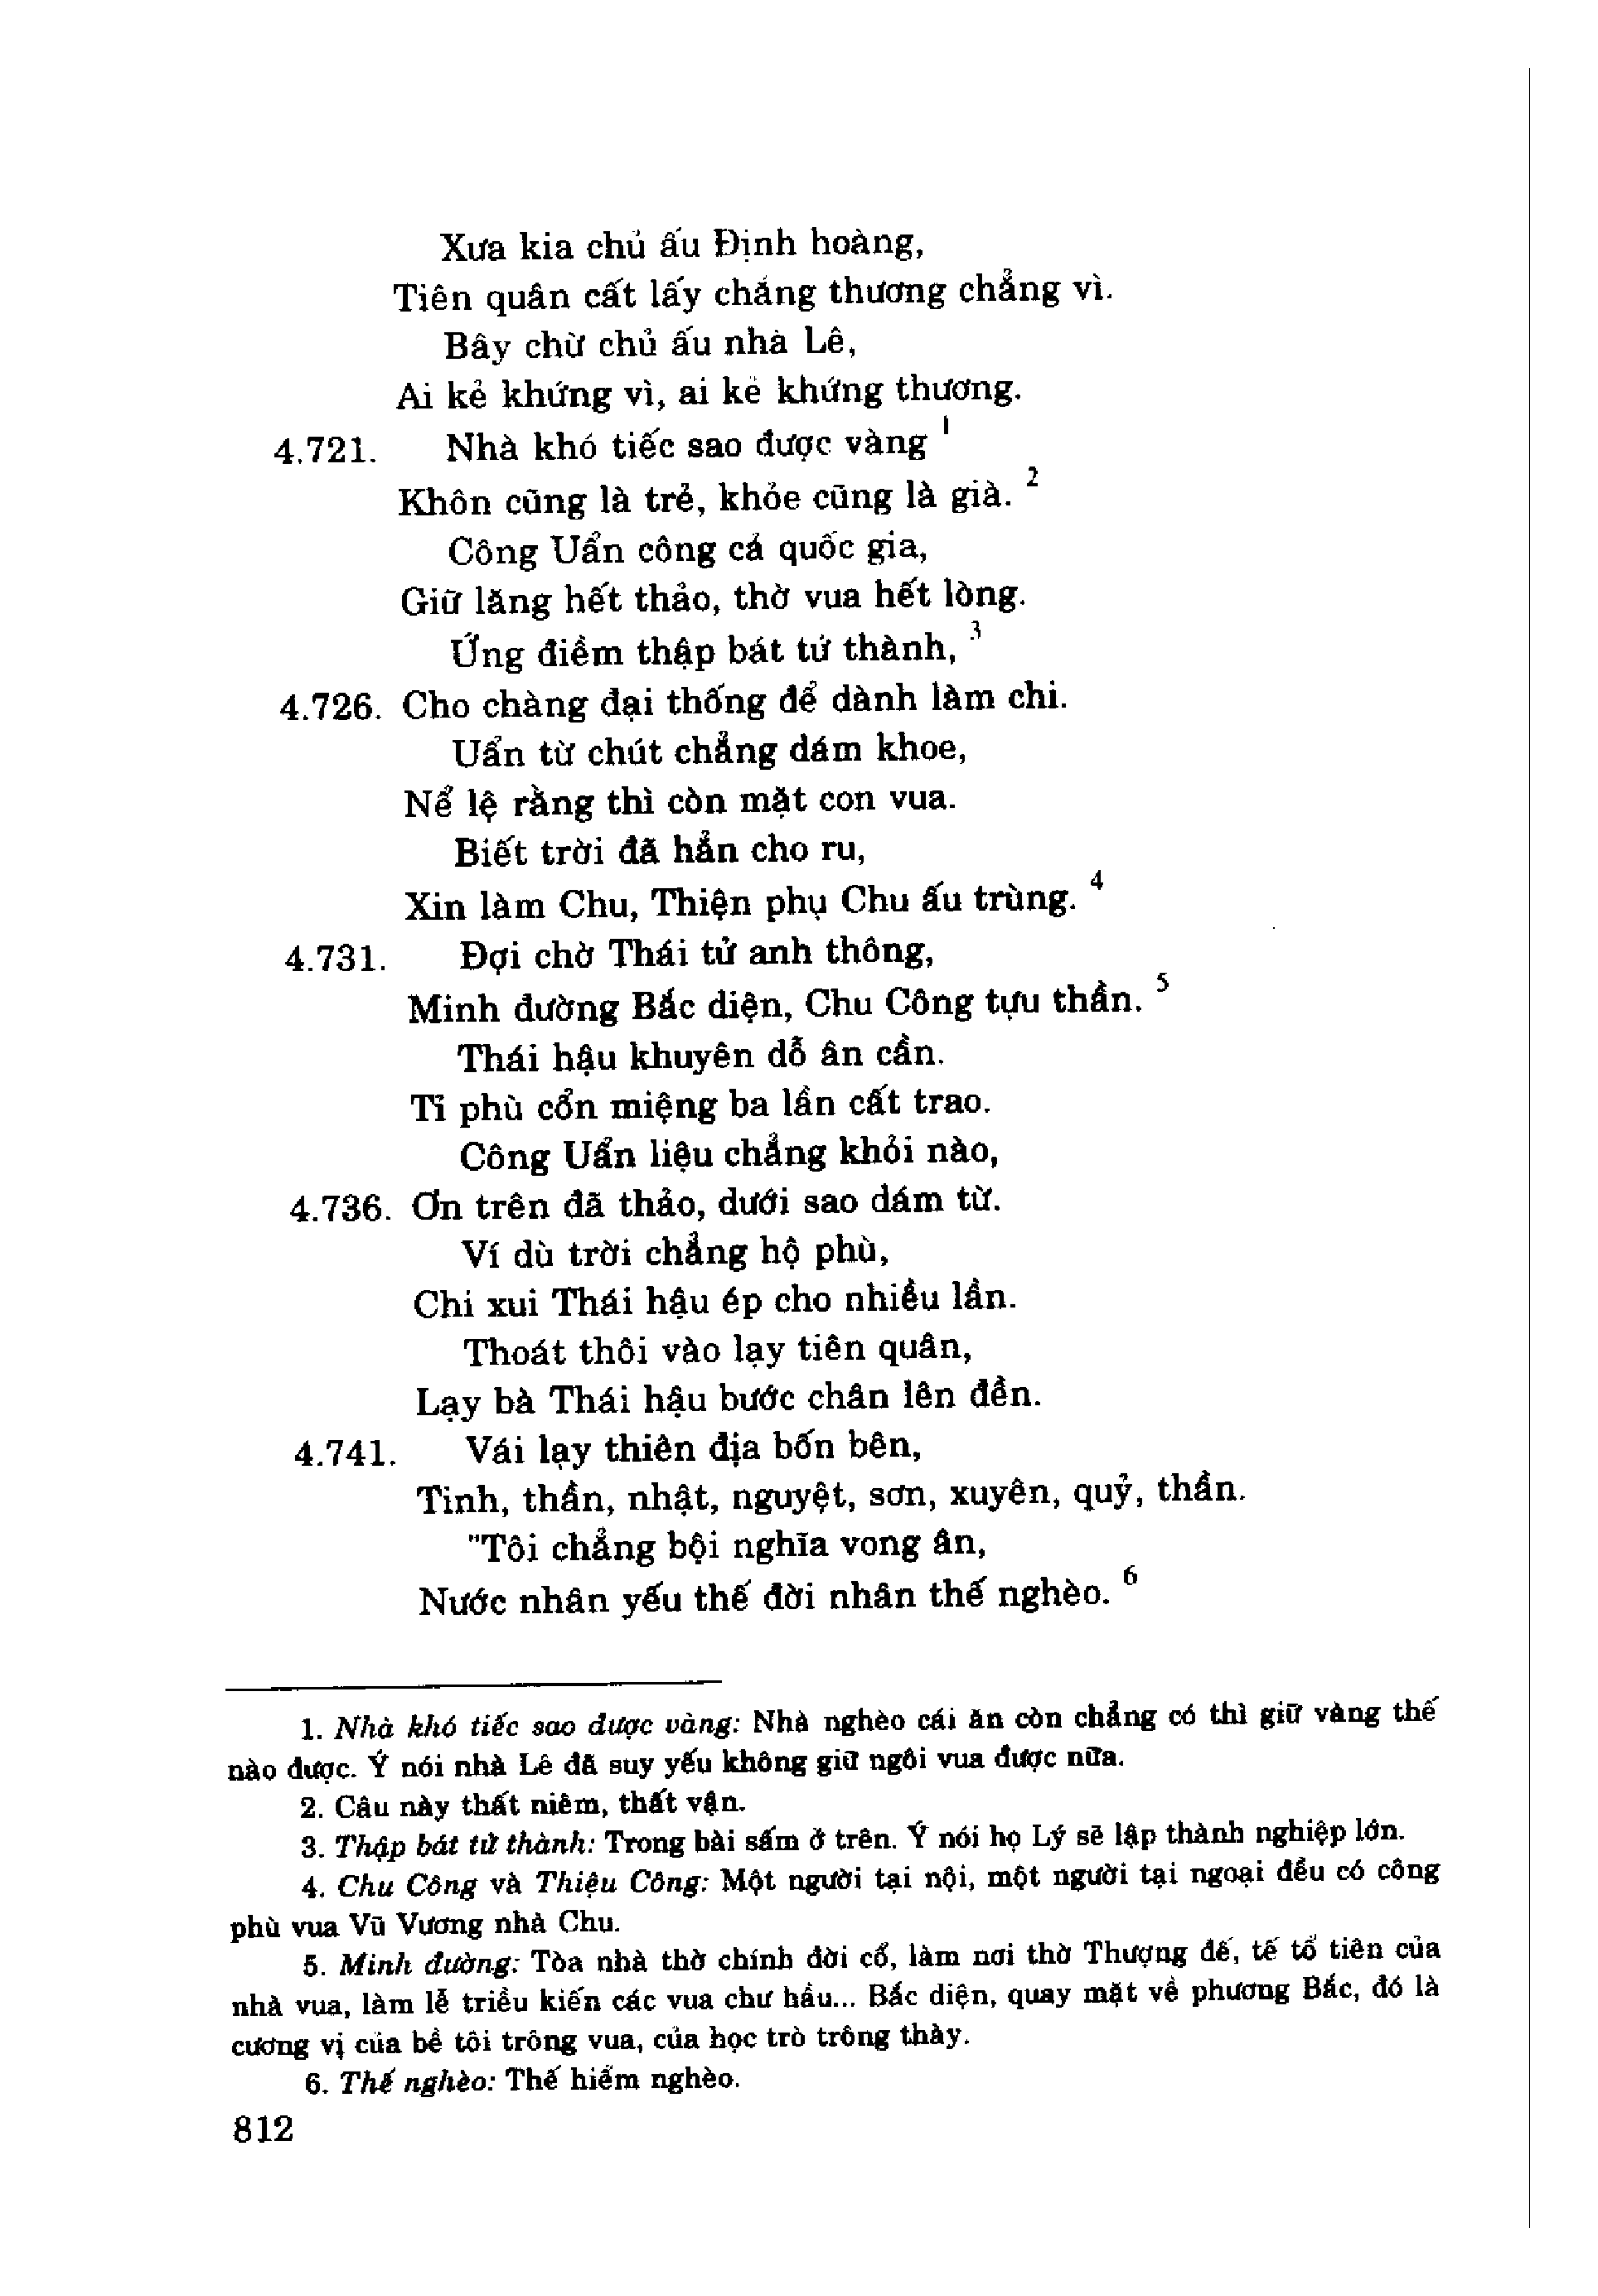 Xưa kia chủ ấu Định hoàng,
Tiên quân cất lấy chẳng thương chẳng vì.
Bây chừ chủ ấu nhà Lê,
Ai kẻ khứng vì, ai kẻ khứng thương.
4.721. Nhà khó tiếc sao được vàng 1
Khôn cũng là trẻ, khỏe cũng là già. 2
Công Uẩn công cả quốc gia,
Giữ lăng hết thảo, thờ vua hết lòng.
Ứng điềm thập bát tử thành, 3
4.726. Cho chàng đại thống để dành làm chi.
Uẩn từ chút chẳng dám khoe,
Nể lệ rằng thì còn mặt con vua.
Biết trời đã hẳn cho ru,
Xin làm Chu, Thiện phụ Chu ấu trùng. 4
4.731. Đợi chờ Thái tử anh thông,
Minh đường Bắc diện, Chu Công tựu thần. 5
Thái hậu khuyên dỗ ân cần.
Tỉ phù cổn miện ba lần cất trao.
Công Uẩn liệu chẳng khỏi nào,
4.736. Ơn trên đã thảo, dưới sao dám từ.
Ví dù trời chẳng hộ phù,
Chi xui Thái hậu ép cho nhiều lần.
Thoát thôi vào lạy tiên quân,
Lạy bà Thái hậu bước chân lên đền.
4.741. Vái lạy thiên địa bốn bên,
Tinh, thần, nhật, nguyệt, sơn, xuyên, quỷ, thần.
"Tôi chẳng bội nghĩa vong ân,
Nước nhân yếu thế đời nhân thế nghèo. 6
1. Nhà khó tiếc sao được vàng: Nhà nghèo cái ăn còn chẳng có thì giữ vàng thế
nào được. Ý nói nhà Lê đã suy yếu không giữ ngôi vua được nữa.
2. Câu này thất niêm, thất vận.
3. Thập bát tử thành: Trong bài sấm ở trên. Ý nói họ Lý sẽ lập thành nghiệp lớn.
4. Chu Công và Thiệu Công: Một người tại nội, một người tại ngoại đều có công
phù vua Vũ Vương nhà Chu.
5. Minh đường: Tòa nhà thờ chính đời cổ, làm nơi thờ Thượng đế, tế tổ tiên của
nhà vua, làm lễ triều kiến các vua chư hầu... Bắc diện, quay mặt về phương Bắc, đó là
cương vị của bề tôi trông vua, của học trò trông thày.
6. Thế nghèo: Thế hiểm nghèo.
812